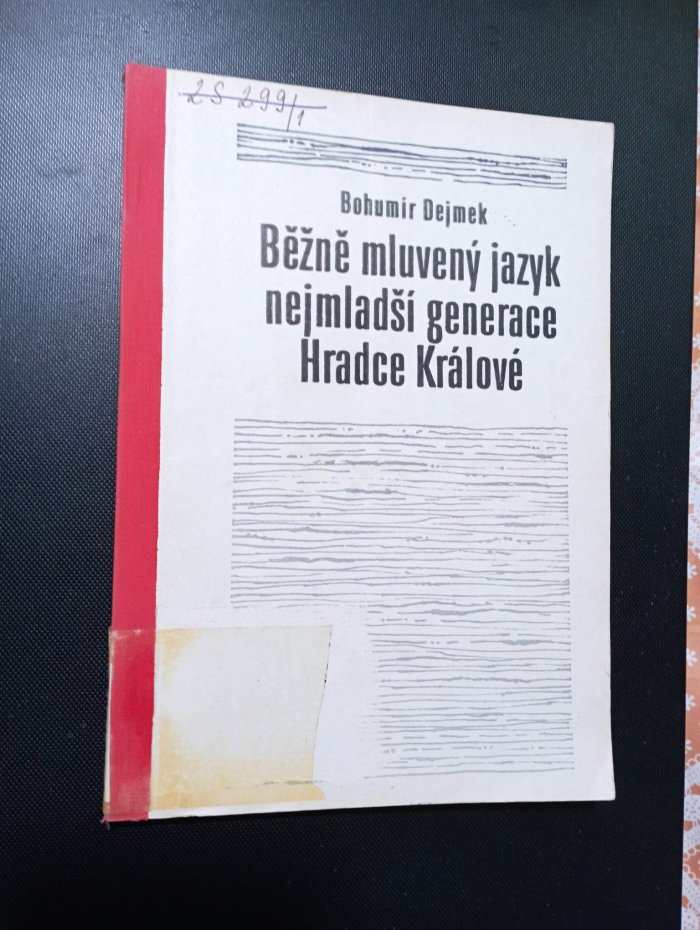 2S 299/1
Bohumír Dejmek
Běžně mluvený jazyk
nejmladší generace
Hradce Králové